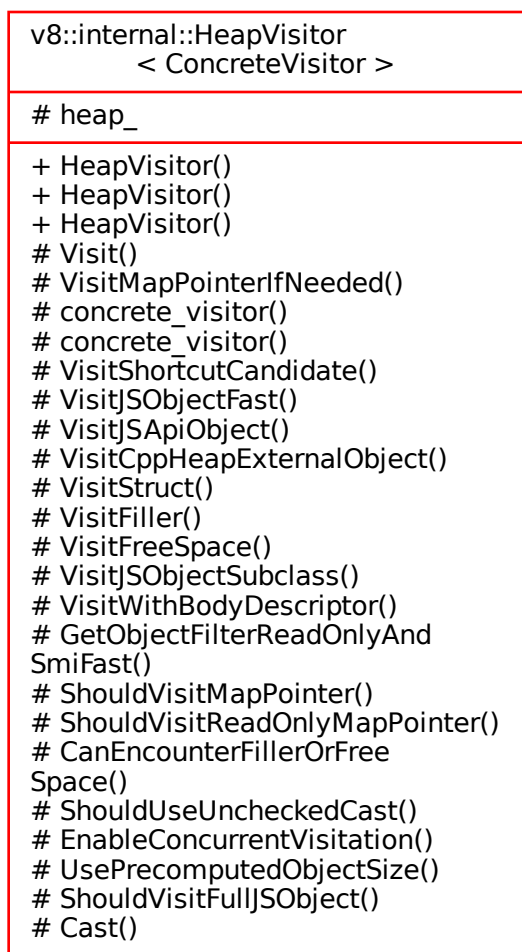 v8::internal::HeapVisitor
< ConcreteVisitor >
# heap_
+ HeapVisitor()
+ HeapVisitor()
+ HeapVisitor()
# Visit()
# VisitMapPointerIfNeeded()
# concrete_visitor()
# concrete_visitor()
# VisitShortcutCandidate()
# VisitJSObjectFast()
# VisitJSApiObject()
# VisitCppHeapExternalObject()
# VisitStruct()
# VisitFiller()
# VisitFreeSpace()
# VisitJSObjectSubclass()
# VisitWithBodyDescriptor()
# GetObjectFilterReadOnlyAnd
SmiFast()
# ShouldVisitMapPointer()
# ShouldVisitReadOnlyMapPointer()
# CanEncounterFillerOrFree
Space()
# ShouldUseUncheckedCast()
# EnableConcurrentVisitation()
# UsePrecomputedObjectSize()
# ShouldVisitFullJSObject()
# Cast()